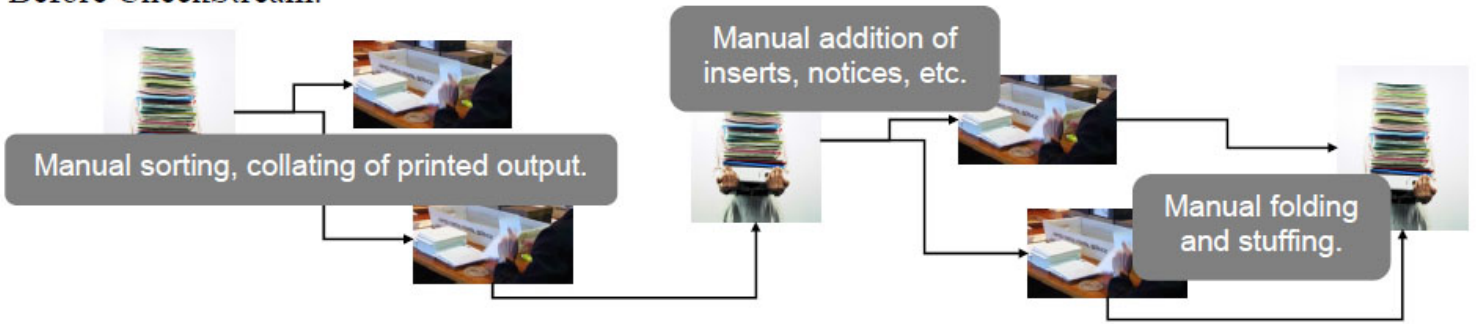 Before CheckStream:
Manual addition of
inserts, notices, etc.
Manual sorting, collating of printed output.
Manual folding
and stuffing.